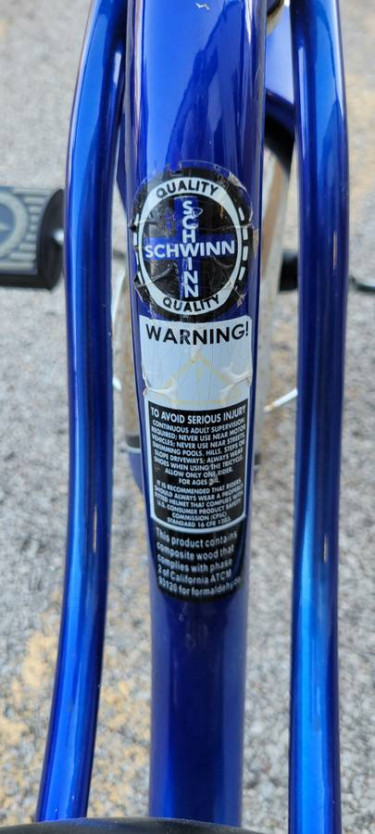 QUALITY
SCHWINN
SCHWINN
QUALITY
WARNING!
TO AVOID SERIOUS INJURY
CONTINUOUS ADULT SUPERVISION
REQUIRED; NEVER USE NEAR MOTOR
VEHICLES; NEVER USE NEAR STREETS,
SWIMMING POOLS, HILLS, STEPS OR
SLOPE DRIVEWAYS; ALWAYS WEAR
SHOES WHEN USING THE TRICYCLE
ALLOW ONLY ONE RIDER.
FOR AGES
IT IS RECOMMENDED THAT RIDERS
SHOULD ALWAYS WEAR A PROPERLY
FITTED HELMET THAT COMPLIES WITH
U.S. CONSUMER PRODUCT SAFETY
COMMISSION (CPSC)
STANDARD 16 CFR 1203
This product contains
composite wood that
complies with phase
2 of California ATCM
93120 for formaldehyde